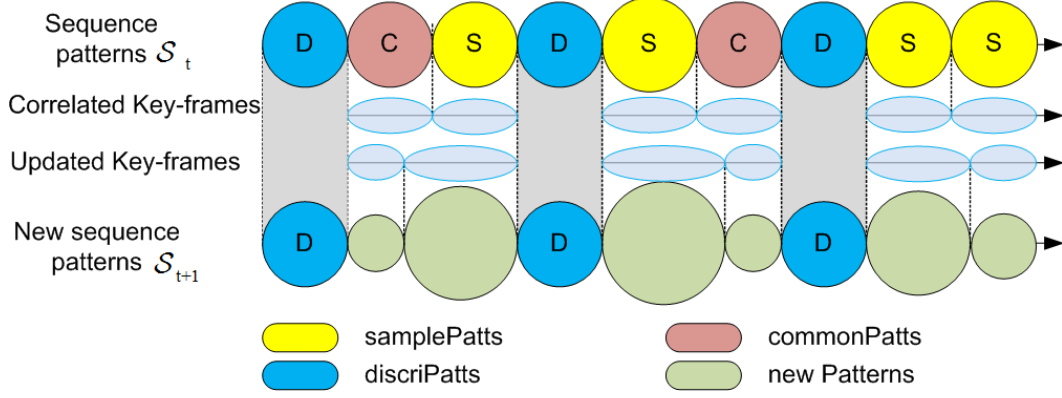 Sequence
patterns 𝒮 t
D C S D S C D S S
Correlated Key-frames
Updated Key-frames
New sequence
patterns 𝒮 t+1
D D D
samplePatts commonPatts
discriPatts new Patterns